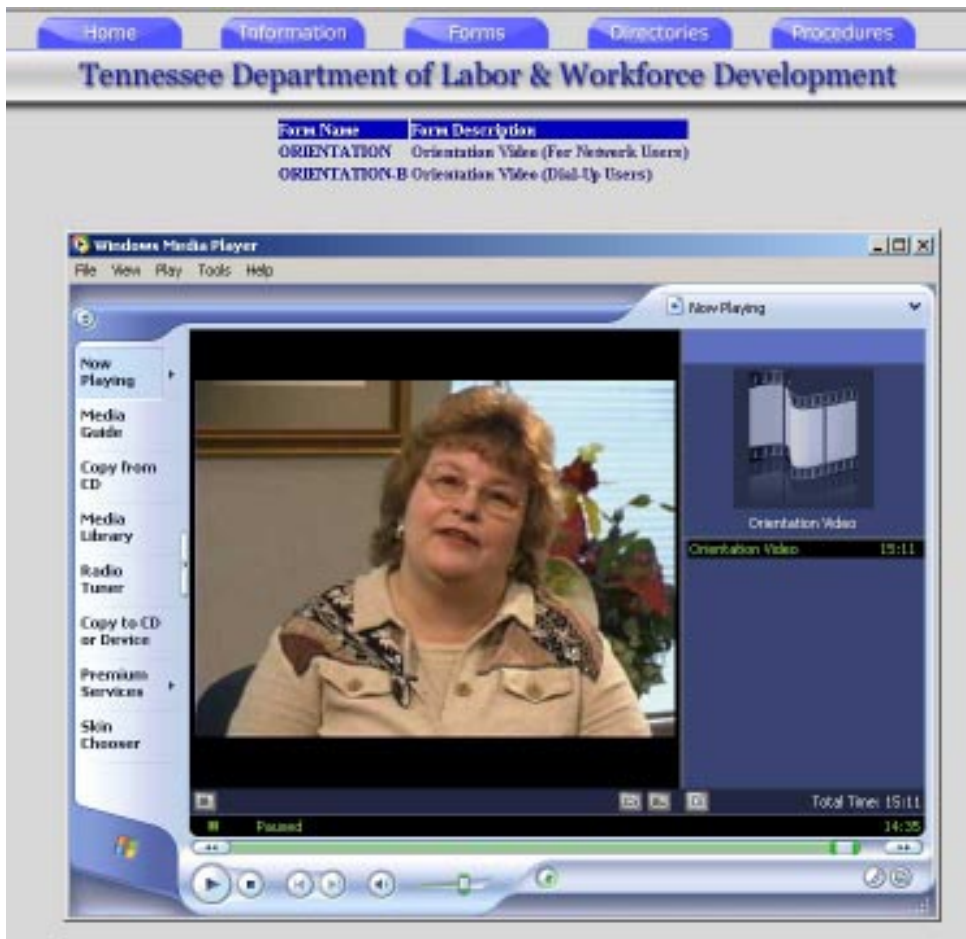 Home Information Forms Directories Procedures
Tennessee Department of Labor & Workforce Development
Form Name Form Description
ORIENTATION Orientation Video (For Network Users)
ORIENTATION-B Orientation Video (Dial-Up Users)
Windows Media Player
File View Play Tools Help
Now Playing
Now
Playing
Media
Guide
Copy from
CD
Media
Library
Radio
Tuner
Copy to CD
or Device
Premium
Services
Skin
Chooser
Orientation Video
Orientation Video 15:11
Total Time: 15:11
Paused 14:35